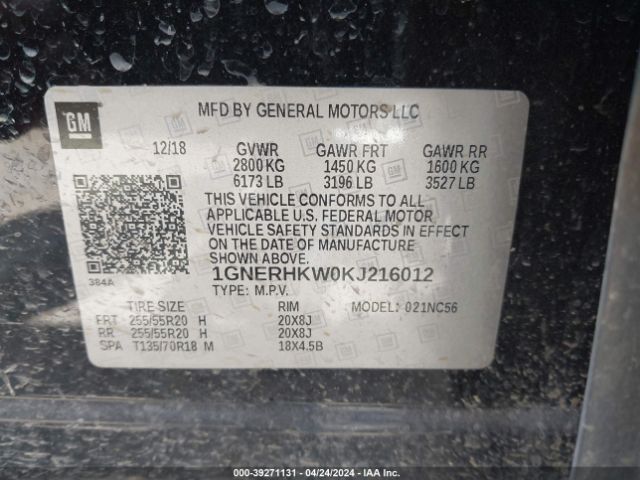 GM
MFD BY GENERAL MOTORS LLC
12/18 GVWR GAWR FRT GAWR RR
2800 KG 1450 KG 1600 KG
6173 LB 3196 LB 3527 LB
THIS VEHICLE CONFORMS TO ALL
APPLICABLE U.S. FEDERAL MOTOR
VEHICLE SAFETY STANDARDS IN EFFECT
ON THE DATE OF MANUFACTURE
SHOWN ABOVE.
384A
1GNERHKW0KJ216012
TYPE: M.P.V. MODEL: 021NC56
TIRE SIZE RIM
FRT 255/55R20 H 20X8J
RR 255/55R20 H 20X8J
SPA T135/70R18 M 18X4.5B
000-39271131 - 04/24/2024 - IAAI.COM